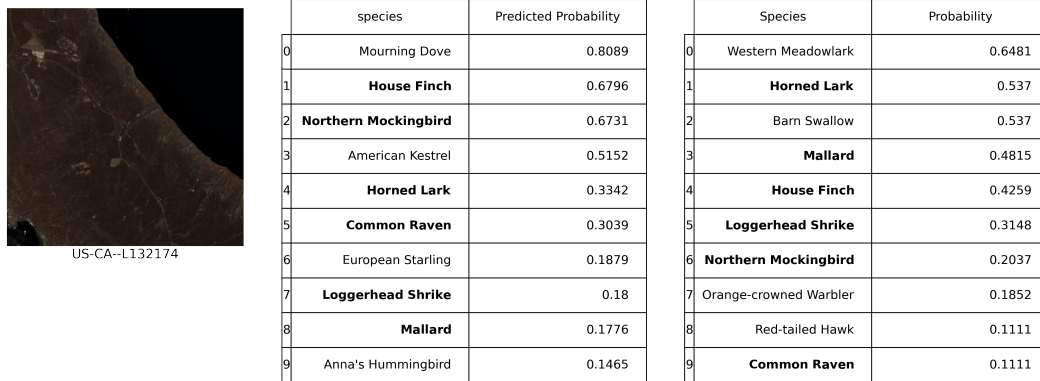 species Predicted Probability
0 Mourning Dove 0.8089
1 House Finch 0.6796
2 Northern Mockingbird 0.6731
3 American Kestrel 0.5152
4 Horned Lark 0.3342
5 Common Raven 0.3039
6 European Starling 0.1879
7 Loggerhead Shrike 0.18
8 Mallard 0.1776
9 Anna's Hummingbird 0.1465
Species Probability
0 Western Meadowlark 0.6481
1 Horned Lark 0.537
2 Barn Swallow 0.537
3 Mallard 0.4815
4 House Finch 0.4259
5 Loggerhead Shrike 0.3148
6 Northern Mockingbird 0.2037
7 Orange-crowned Warbler 0.1852
8 Red-tailed Hawk 0.1111
9 Common Raven 0.1111
US-CA--L132174